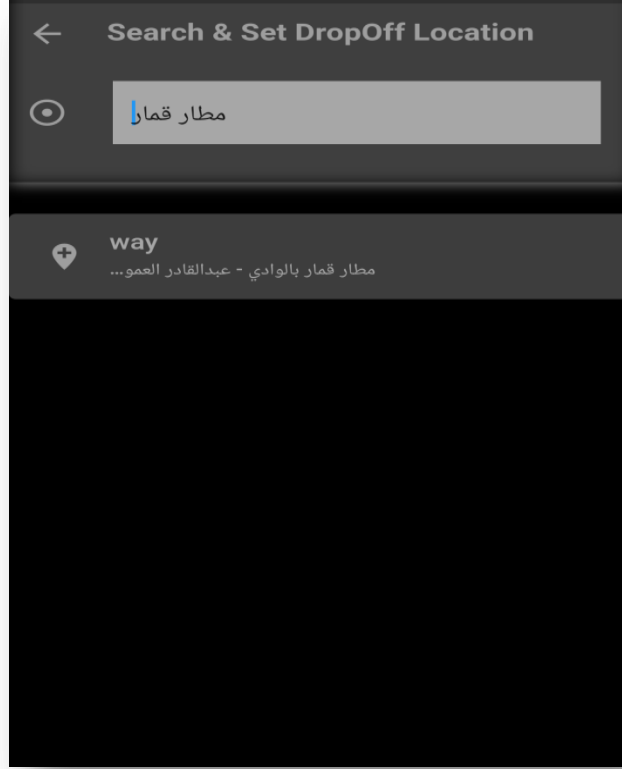 Search & Set DropOff Location
مطار قمار
way
مطار قمار بالوادي - عبدالقادر العمو...